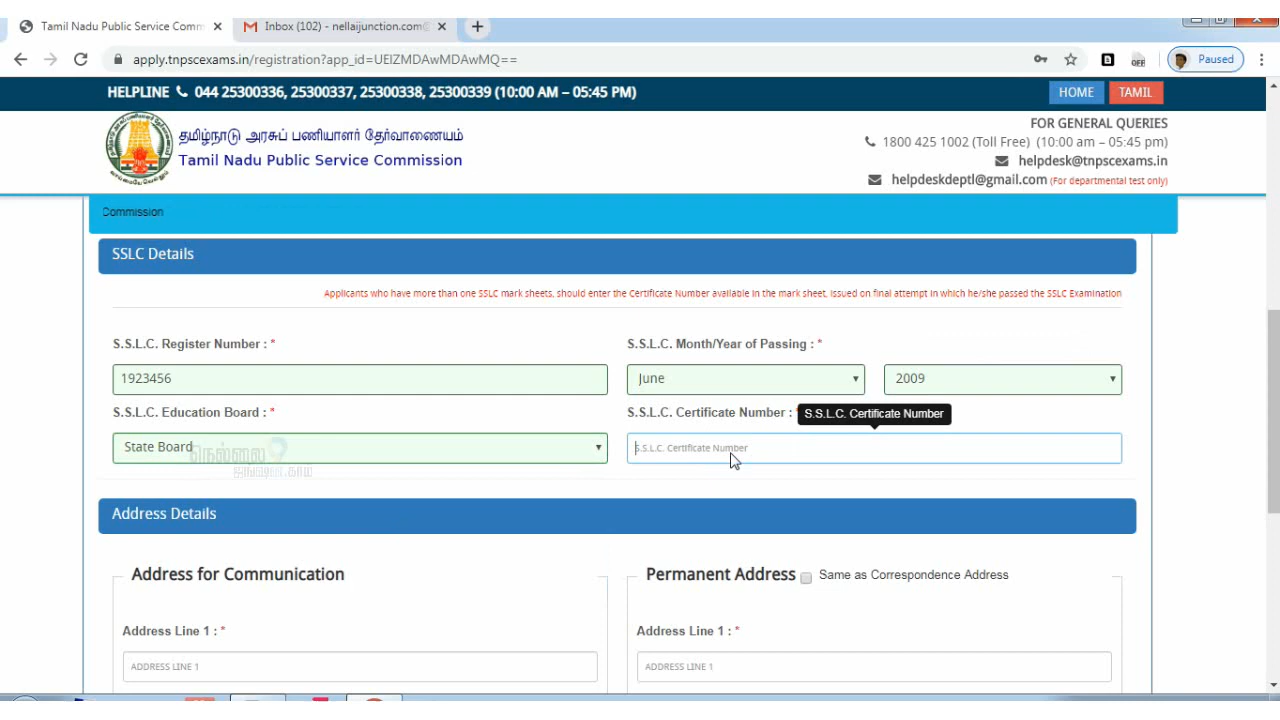 Tamil Nadu Public Service Comm
Inbox (102) - nellaijunction.com@
apply.tnpscexams.in/registration?app_id=UEIZMDAwMDAwMQ==
Paused
HELPLINE 044 25300336, 25300337, 25300338, 25300339 (10:00 AM – 05:45 PM)
HOME
TAMIL
தமிழ்நாடு அரசுப் பணியாளர் தேர்வாணையம்
Tamil Nadu Public Service Commission
FOR GENERAL QUERIES
1800 425 1002 (Toll Free) (10:00 am – 05:45 pm)
helpdesk@tnpscexams.in
helpdeskdeptl@gmail.com (For departmental test only)
Commission
SSLC Details
Applicants who have more than one SSLC mark sheets, should enter the Certificate Number available in the mark sheet, issued on final attempt in which he/she passed the SSLC Examination
S.S.L.C. Register Number : *
S.S.L.C. Month/Year of Passing : *
1923456
June
2009
S.S.L.C. Education Board : *
S.S.L.C. Certificate Number : *
S.S.L.C. Certificate Number
State Board
S.S.L.C. Certificate Number
நெல்லை
Address Details
Address for Communication
Permanent Address
Same as Correspondence Address
Address Line 1 : *
Address Line 1 : *
ADDRESS LINE 1
ADDRESS LINE 1